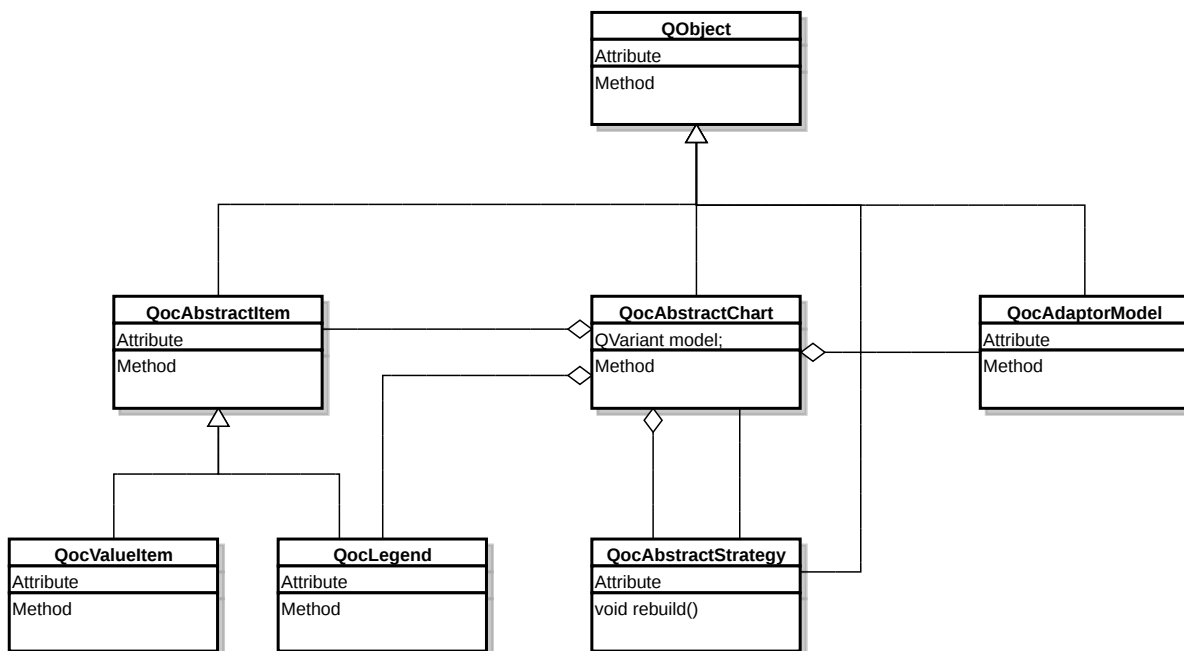 QObject
Attribute
Method
QocAbstractItem
Attribute
Method
QocAbstractChart
QVariant model;
Method
QocAdaptorModel
Attribute
Method
QocValueItem
Attribute
Method
QocLegend
Attribute
Method
QocAbstractStrategy
Attribute
void rebuild()